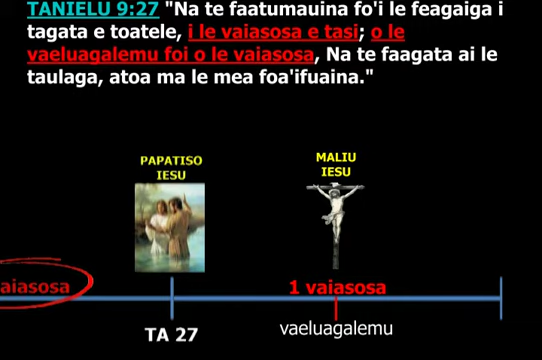 TANIELU 9:27 "Na te faatumauina fo'i le feagaiga i
tagata e toatele, i le vaiasosa e tasi; o le
vaeluagalemu foi o le vaiasosa, Na te faagata ai le
taulaga, atoa ma le mea foa'ifuaina."
PAPATISO
IESU
MALIU
IESU
aiasosa
1 vaiasosa
TA 27
vaeluagalemu